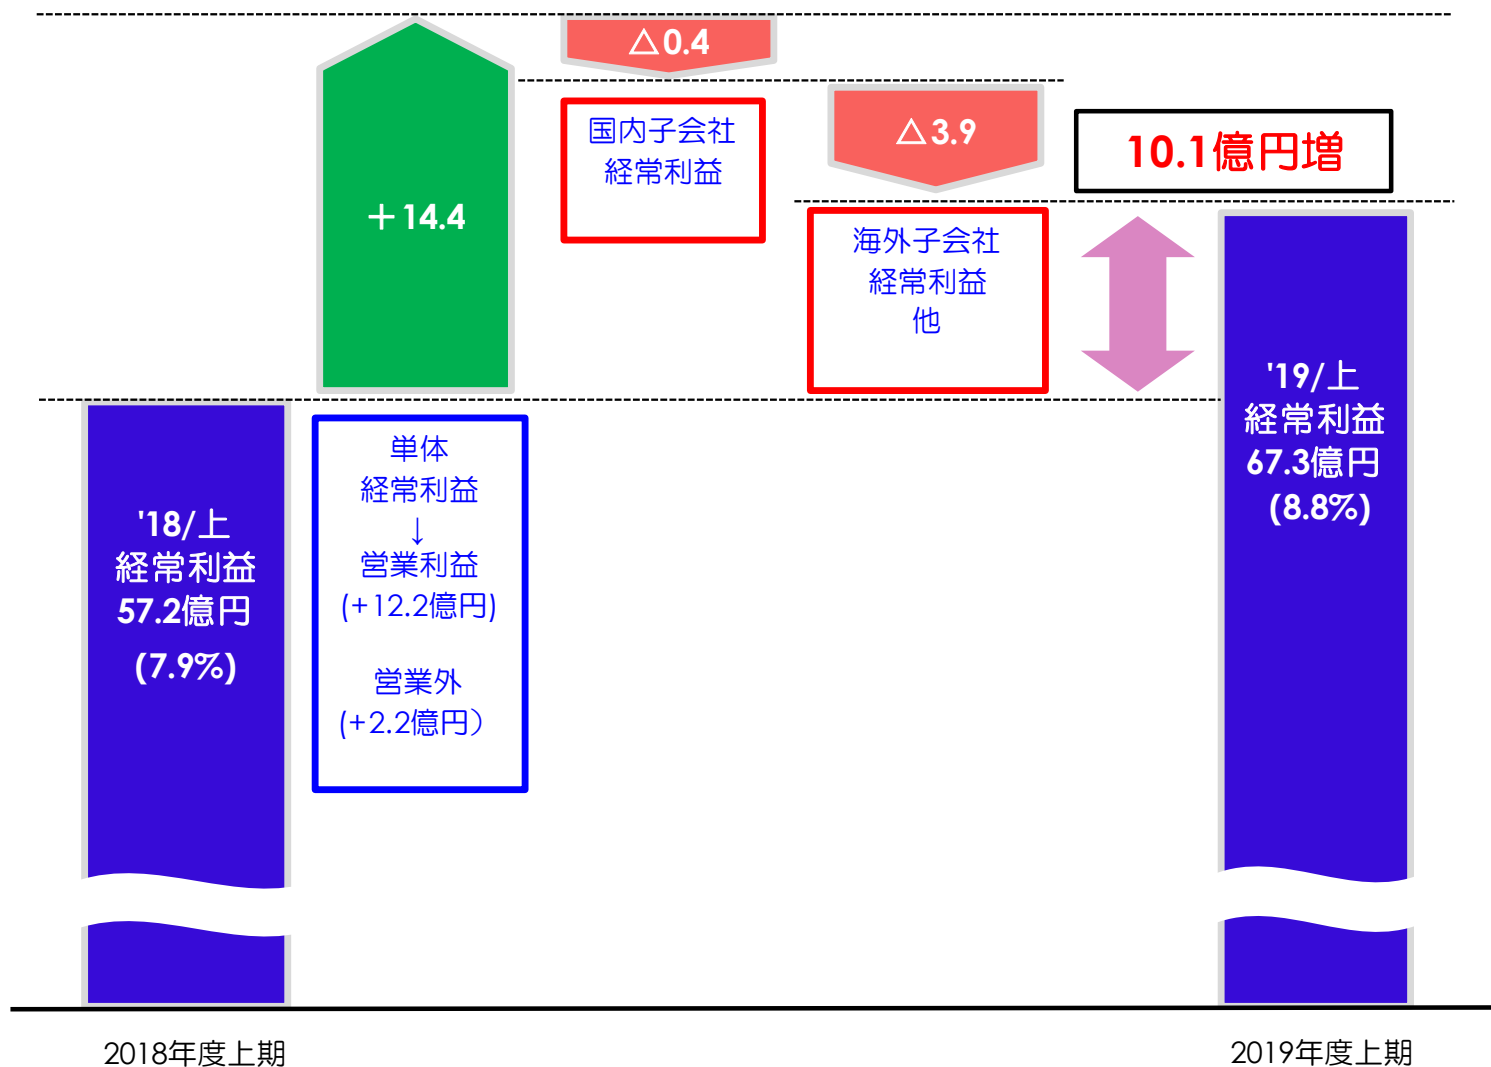 △0.4
国内子会社
経常利益
△3.9
海外子会社
経常利益
他
10.1億円増
＋14.4
単体
経常利益
↓
営業利益
(+12.2億円)
営業外
(+2.2億円）
'18/上
経常利益
57.2億円
(7.9%)
'19/上
経常利益
67.3億円
(8.8%)
2018年度上期
2019年度上期